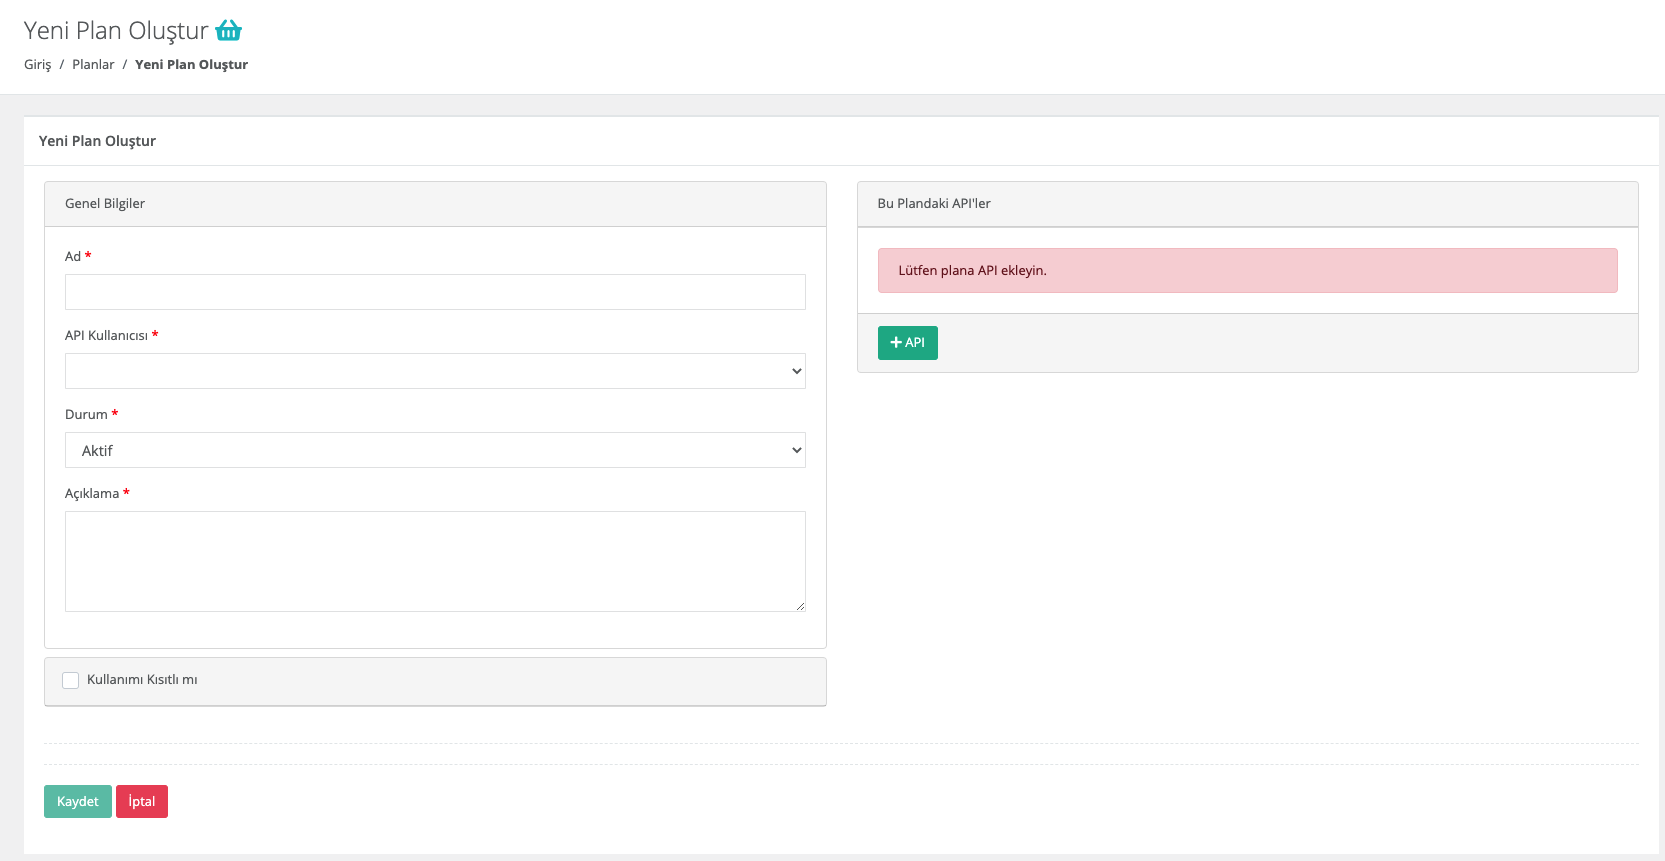 Yeni Plan Oluştur
Giriş / Planlar / Yeni Plan Oluştur
Yeni Plan Oluştur
Genel Bilgiler
Ad *
API Kullanıcısı *
Durum *
Aktif
Açıklama *
Kullanımı Kısıtlı mı
Bu Plandaki API'ler
Lütfen plana API ekleyin.
+ API
Kaydet İptal